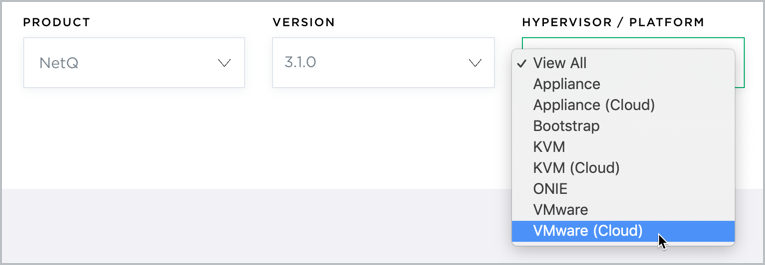 PRODUCT VERSION HYPERVISOR / PLATFORM
NetQ 3.1.0
View All
Appliance
Appliance (Cloud)
Bootstrap
KVM
KVM (Cloud)
ONIE
VMware
VMware (Cloud)